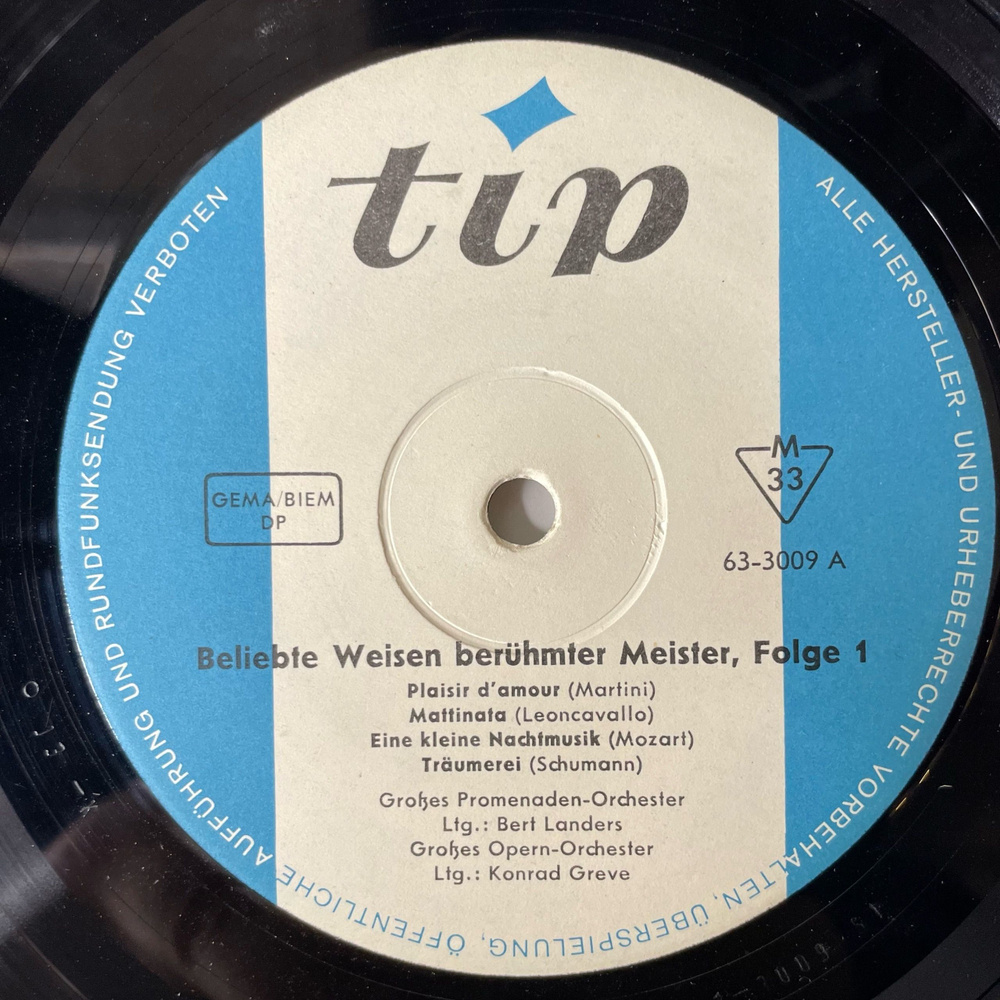 tip
ALLE HERSTELLER- UND URHEBERRECHTE VORBEHALTEN, ÜBERSPIELUNG, ÖFFENTLICHE AUFFÜHRUNG UND RUNDFUNKSENDUNG VERBOTEN
GEMA/BIEM
DP
M
33
63-3009 A
Beliebte Weisen berühmter Meister, Folge 1
Plaisir d'amour (Martini)
Mattinata (Leoncavallo)
Eine kleine Nachtmusik (Mozart)
Träumerei (Schumann)
Großes Promenaden-Orchester
Ltg.: Bert Landers
Großes Opern-Orchester
Ltg.: Konrad Greve